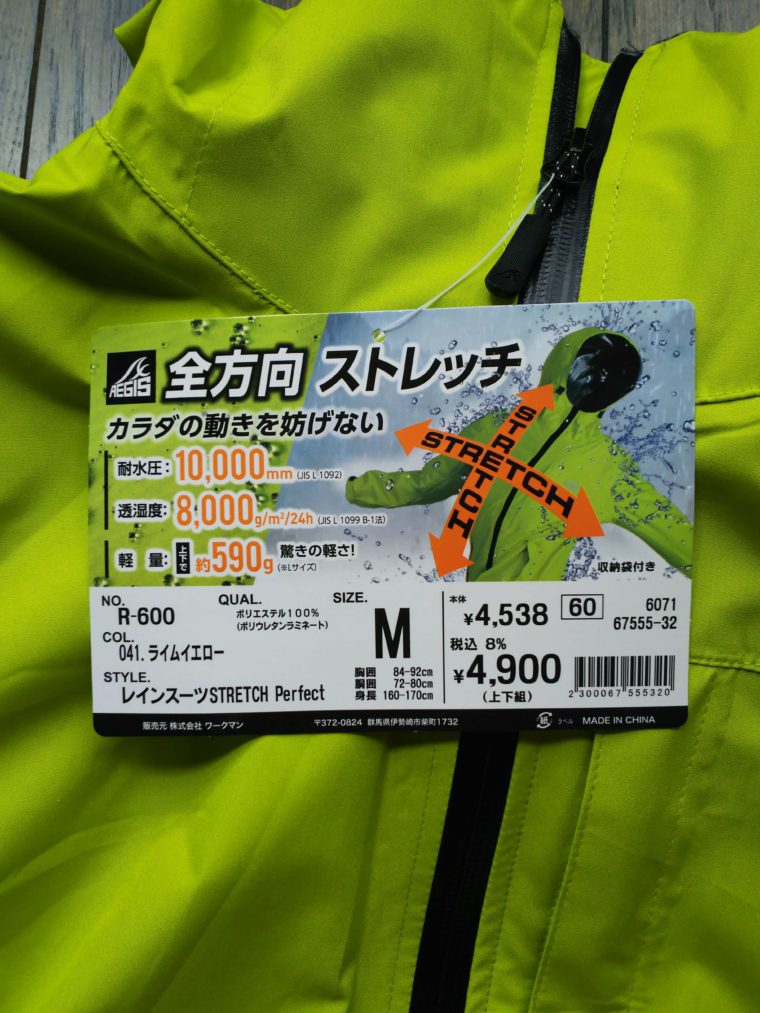 AEGIS
全方向 ストレッチ
カラダの動きを妨げない
耐水圧: 10,000mm (JIS L 1092)
透湿度: 8,000g/m²/24h (JIS L 1099 B-1法)
軽 量: 上下で 約590g (※Lサイズ) 驚きの軽さ!
STRETCH
STRETCH
収納袋付き
NO. R-600
QUAL. ポリエステル100%
(ポリウレタンラミネート)
COL. 041. ライムイエロー
STYLE. レインスーツSTRETCH Perfect
SIZE. M
胸囲 84-92cm
胴囲 72-80cm
身長 160-170cm
本体 ¥4,538 60 6071
67555-32
税込 8%
¥4,900
(上下組)
2 300067 555320
販売元 株式会社 ワークマン 〒372-0824 群馬県伊勢崎市柴町1732 紙 ラベル MADE IN CHINA